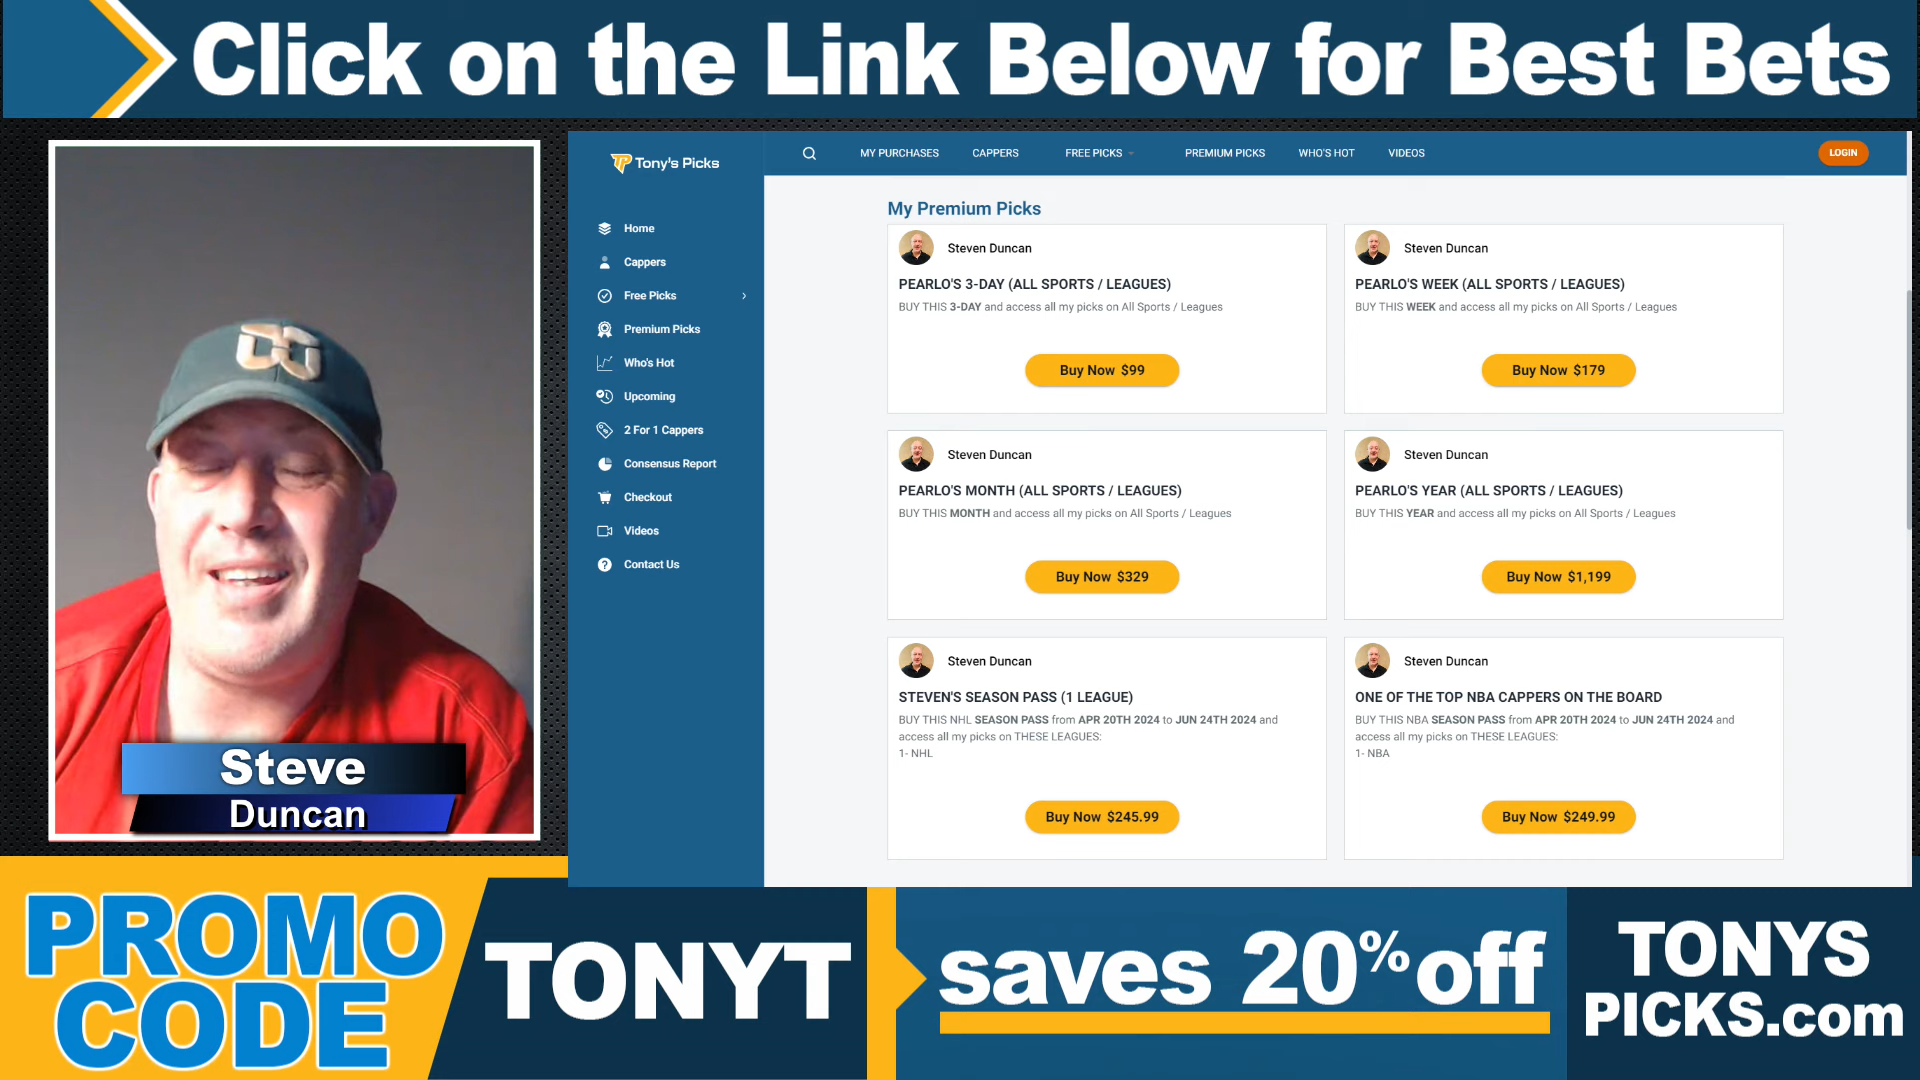 Click on the Link Below for Best Bets
TP Tony's Picks
MY PURCHASES
CAPPERS
FREE PICKS
PREMIUM PICKS
WHO'S HOT
VIDEOS
LOGIN
Home
Cappers
Free Picks
Premium Picks
Who's Hot
Upcoming
2 For 1 Cappers
Consensus Report
Checkout
Videos
Contact Us
My Premium Picks
Steven Duncan
PEARLO'S 3-DAY (ALL SPORTS / LEAGUES)
BUY THIS 3-DAY and access all my picks on All Sports / Leagues
Buy Now $99
Steven Duncan
PEARLO'S WEEK (ALL SPORTS / LEAGUES)
BUY THIS WEEK and access all my picks on All Sports / Leagues
Buy Now $179
Steven Duncan
PEARLO'S MONTH (ALL SPORTS / LEAGUES)
BUY THIS MONTH and access all my picks on All Sports / Leagues
Buy Now $329
Steven Duncan
PEARLO'S YEAR (ALL SPORTS / LEAGUES)
BUY THIS YEAR and access all my picks on All Sports / Leagues
Buy Now $1,199
Steven Duncan
STEVEN'S SEASON PASS (1 LEAGUE)
BUY THIS NHL SEASON PASS from APR 20TH 2024 to JUN 24TH 2024 and
access all my picks on THESE LEAGUES:
1- NHL
Buy Now $245.99
Steven Duncan
ONE OF THE TOP NBA CAPPERS ON THE BOARD
BUY THIS NBA SEASON PASS from APR 20TH 2024 to JUN 24TH 2024 and
access all my picks on THESE LEAGUES:
1- NBA
Buy Now $249.99
Steve
Duncan
PROMO
CODE
TONYT
saves 20% off
TONYS
PICKS.com